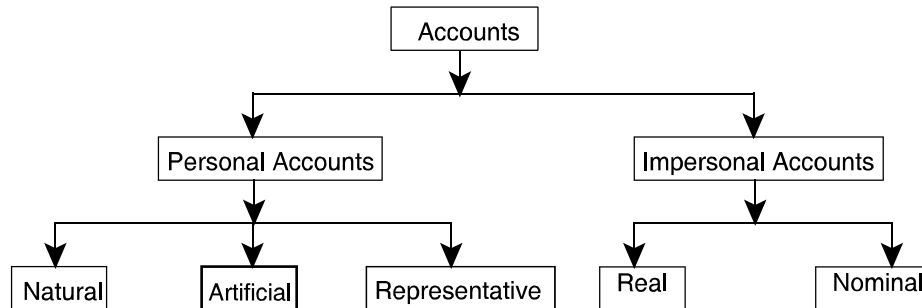 Accounts
Personal Accounts
Impersonal Accounts
Natural
Artificial
Representative
Real
Nominal